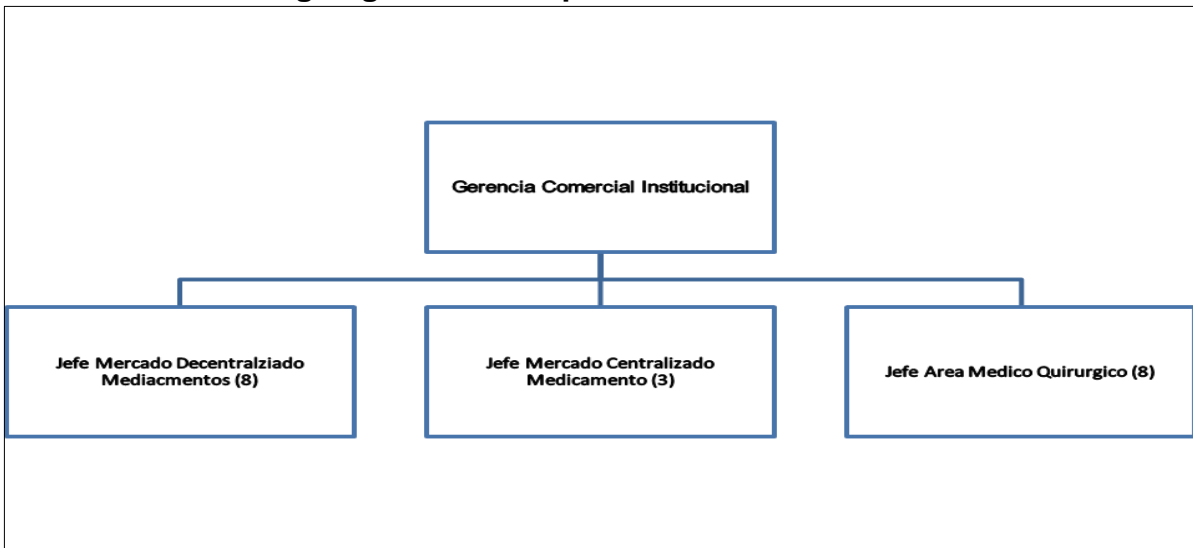 Gerencia Comercial Institucional
Jefe Mercado Decentralziado
Mediacmentos (8)
Jefe Mercado Centralizado
Medicamento (3)
Jefe Area Medico Quirurgico (8)